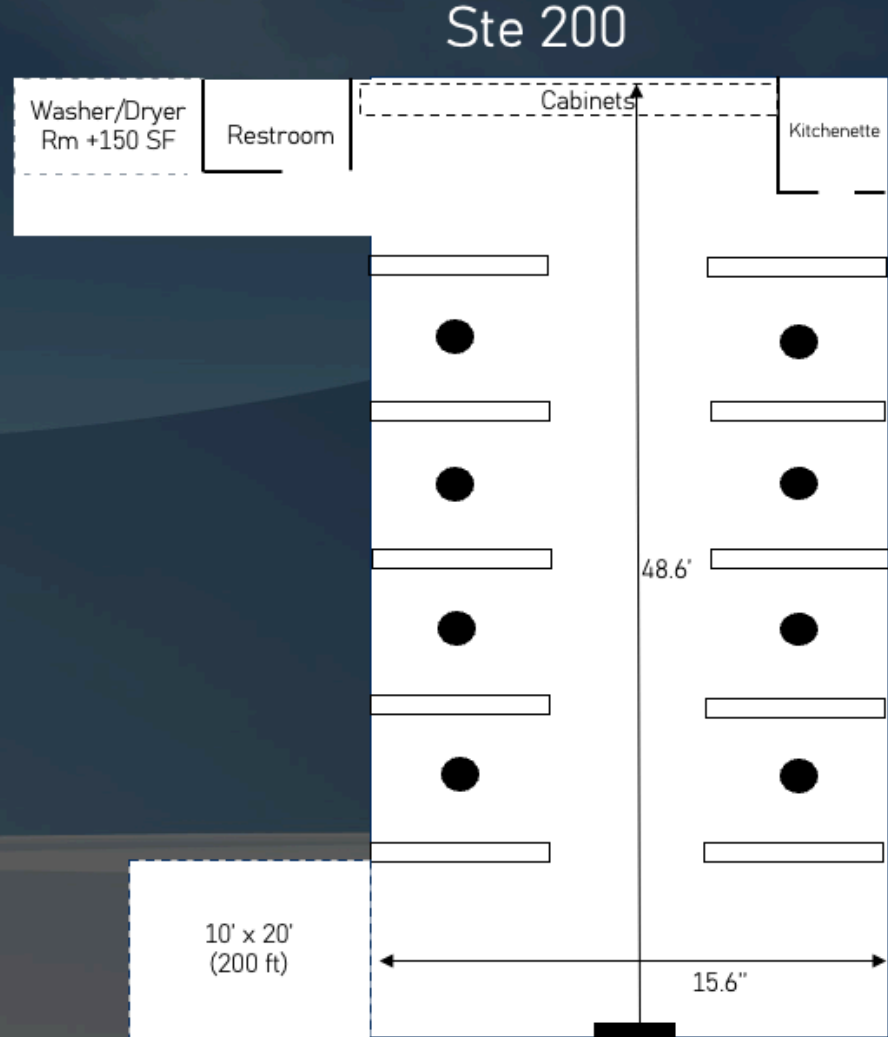 Ste 200
Washer/Dryer
Rm +150 SF
Restroom
Cabinets
Kitchenette
48.6'
10' x 20'
(200 ft)
15.6"